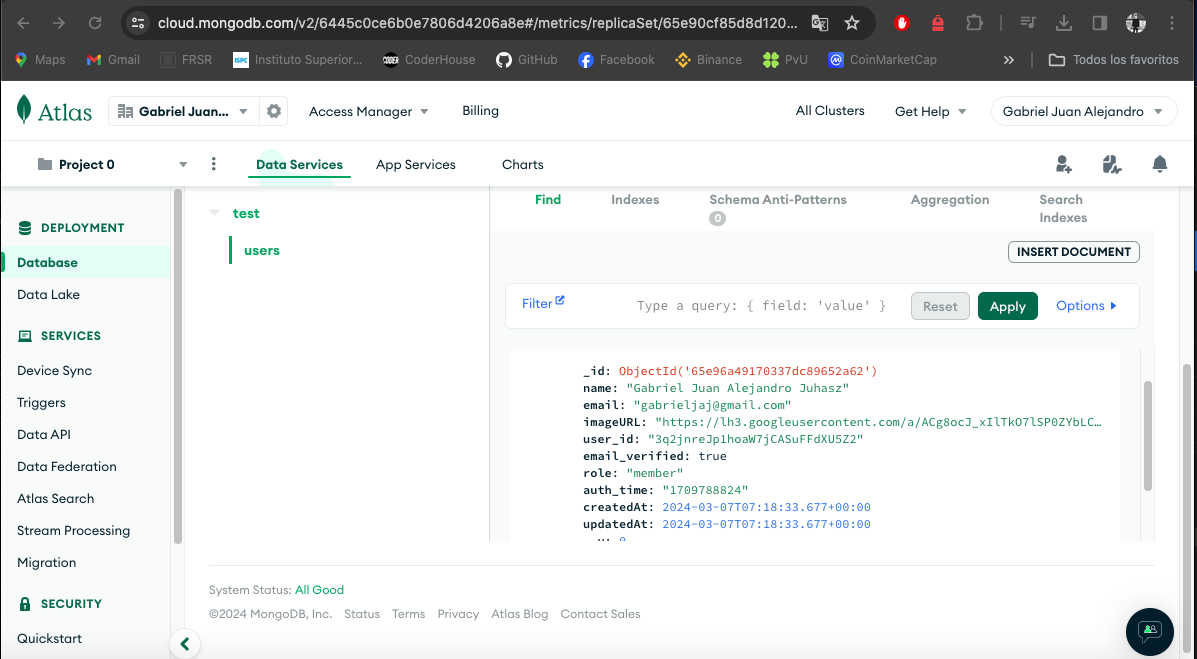 cloud.mongodb.com/v2/6445c0ce6b0e7806d4206a8e#/metrics/replicaSet/65e90cf85d8d120...
Maps Gmail FRSR Instituto Superior... CoderHouse GitHub Facebook Binance PvU CoinMarketCap » Todos los favoritos
Atlas Gabriel Juan... Access Manager Billing All Clusters Get Help Gabriel Juan Alejandro
Project 0 Data Services App Services Charts
DEPLOYMENT
Database
Data Lake
SERVICES
Device Sync
Triggers
Data API
Data Federation
Atlas Search
Stream Processing
Migration
SECURITY
Quickstart
test
users
Find Indexes Schema Anti-Patterns Aggregation Search
0 Indexes
INSERT DOCUMENT
Filter Type a query: { field: 'value' } Reset Apply Options
_id: ObjectId('65e96a49170337dc89652a62')
name: "Gabriel Juan Alejandro Juhasz"
email: "gabrieljaj@gmail.com"
imageURL: "https://lh3.googleusercontent.com/a/ACg8ocJ_xIlTkO7lSP0ZYbLC…
user_id: "3q2jnreJp1hoaW7jCASuFFdXU5Z2"
email_verified: true
role: "member"
auth_time: "1709788824"
createdAt: 2024-03-07T07:18:33.677+00:00
updatedAt: 2024-03-07T07:18:33.677+00:00
System Status: All Good
©2024 MongoDB, Inc. Status Terms Privacy Atlas Blog Contact Sales